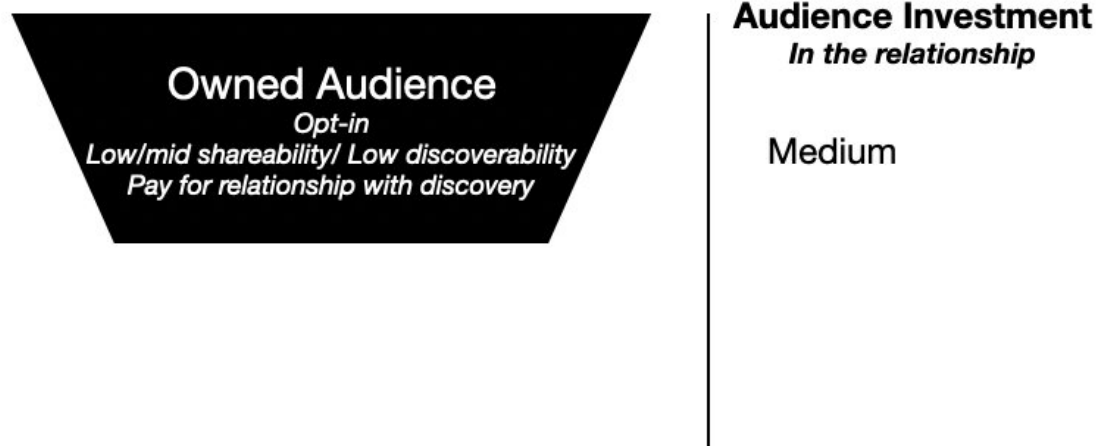 Owned Audience
Opt-in
Low/mid shareability/ Low discoverability
Pay for relationship with discovery
Audience Investment
In the relationship
Medium